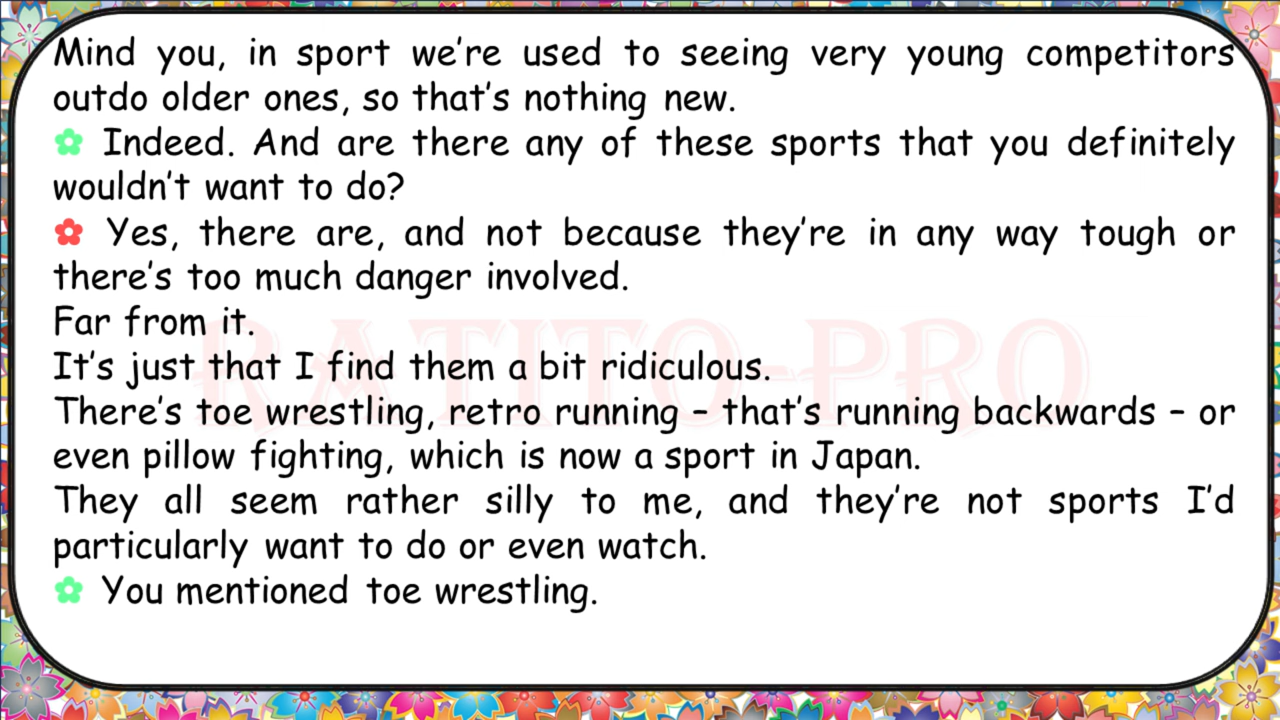 Mind you, in sport we're used to seeing very young competitors
outdo older ones, so that's nothing new.
Indeed. And are there any of these sports that you definitely
wouldn't want to do?
Yes, there are, and not because they're in any way tough or
there's too much danger involved.
Far from it.
It's just that I find them a bit ridiculous.
There's toe wrestling, retro running – that's running backwards – or
even pillow fighting, which is now a sport in Japan.
They all seem rather silly to me, and they're not sports I'd
particularly want to do or even watch.
You mentioned toe wrestling.
RATITO-PRO